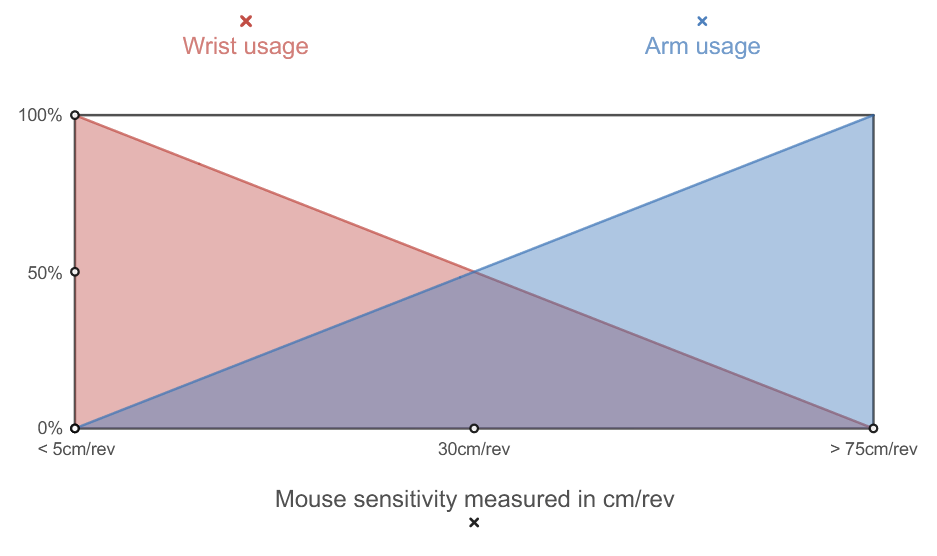 Wrist usage
Arm usage
100%
50%
0%
< 5cm/rev
30cm/rev
> 75cm/rev
Mouse sensitivity measured in cm/rev